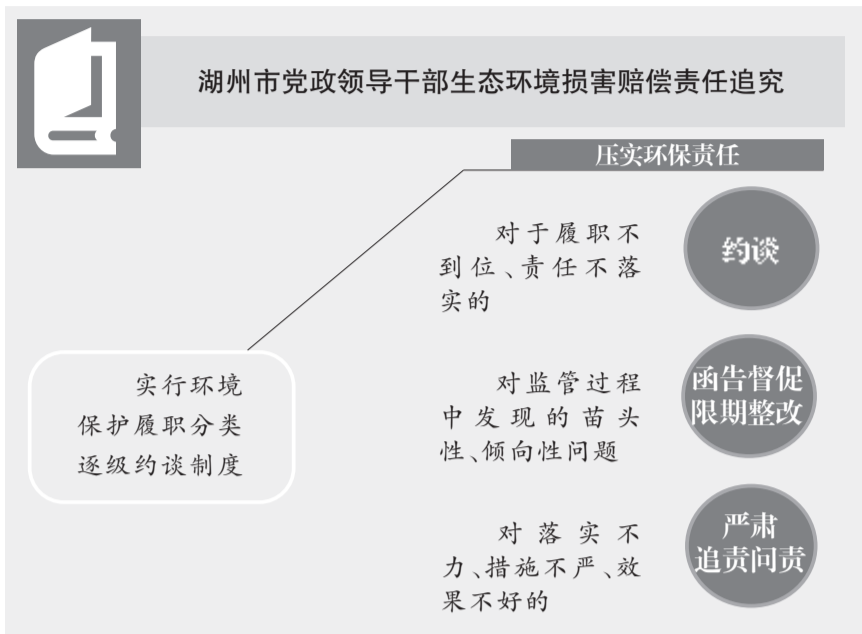 湖州市党政领导干部生态环境损害赔偿责任追究
压实环保责任
实行环境
保护履职分类
逐级约谈制度
对于履职不
到位、责任不落
实的
约谈
对监管过程
中发现的苗头
性、倾向性问题
函告督促
限期整改
对落实不
力、措施不严、效
果不好的
严肃
追责问责